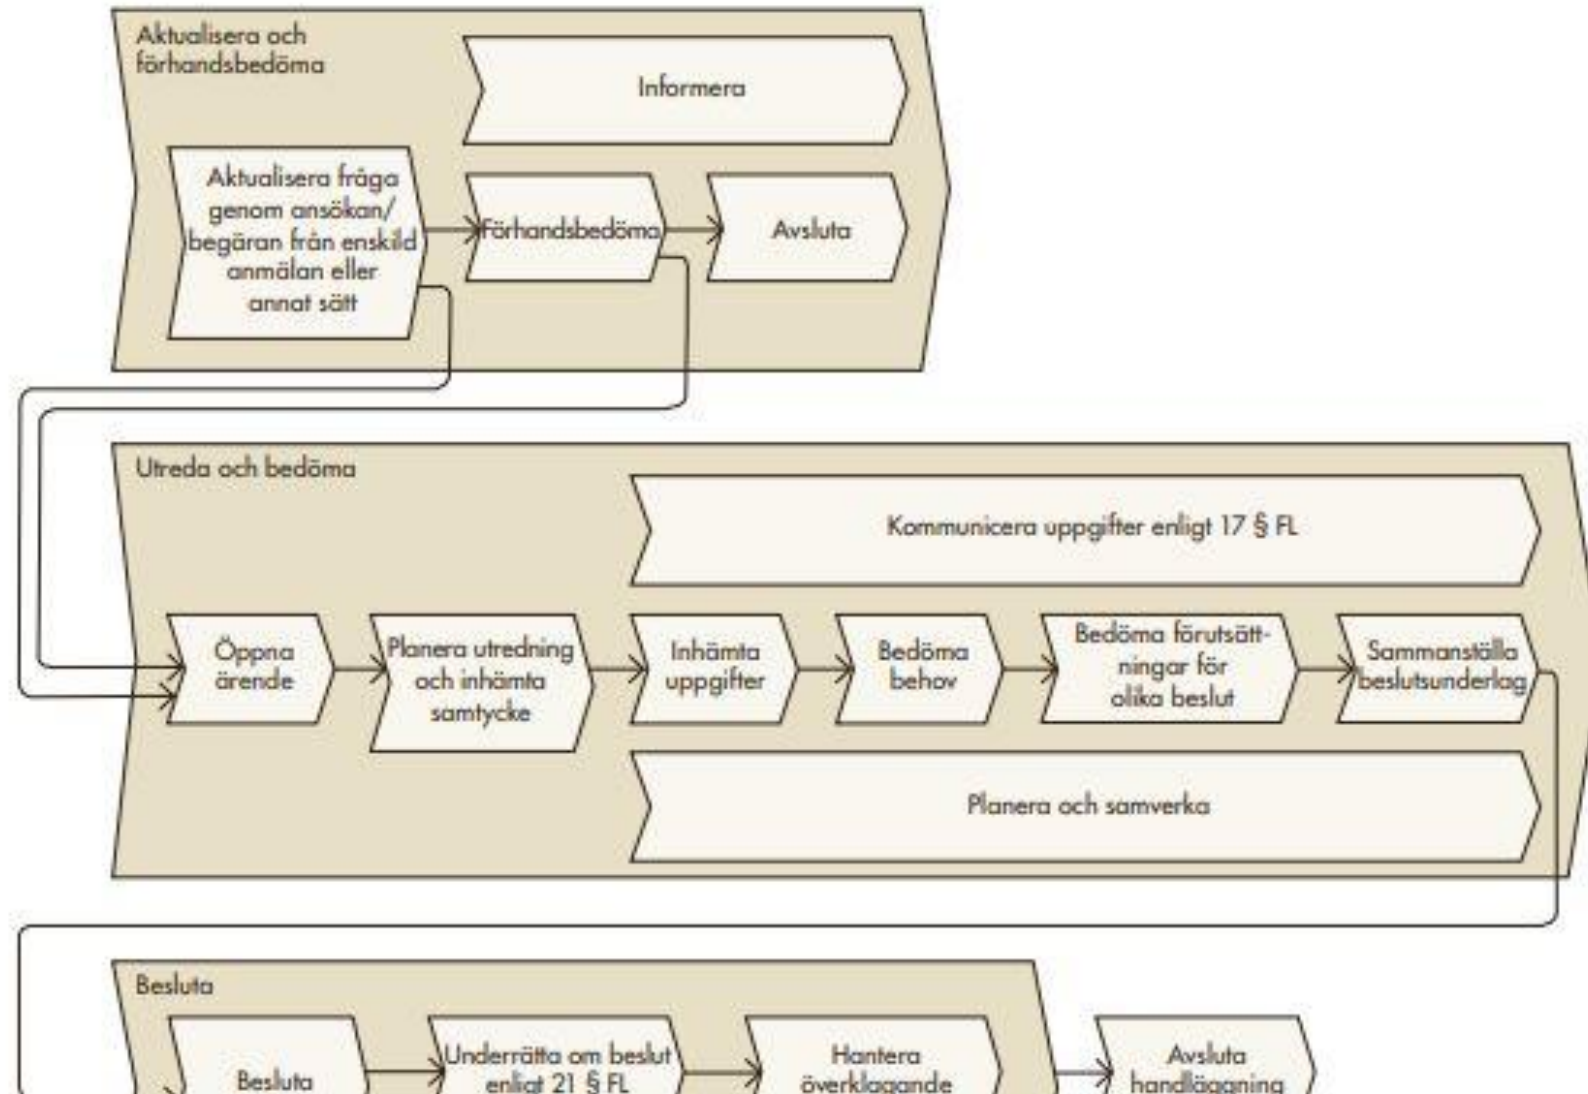 Aktualisera och
förhandsbedöma
Informera
Aktualisera fråga
genom ansökan/
begäran från enskild
anmälan eller
annat sätt
Förhandsbedöma
Avsluta
Utreda och bedöma
Kommunicera uppgifter enligt 17 § FL
Öppna
ärende
Planera utredning
och inhämta
samtycke
Inhämta
uppgifter
Bedöma
behov
Bedöma förutsätt-
ningar för
olika beslut
Sammanställa
beslutsunderlag
Planera och samverka
Besluta
Besluta
Underrätta om beslut
enligt 21 § FL
Hantera
överklagande
Avsluta
handläggning